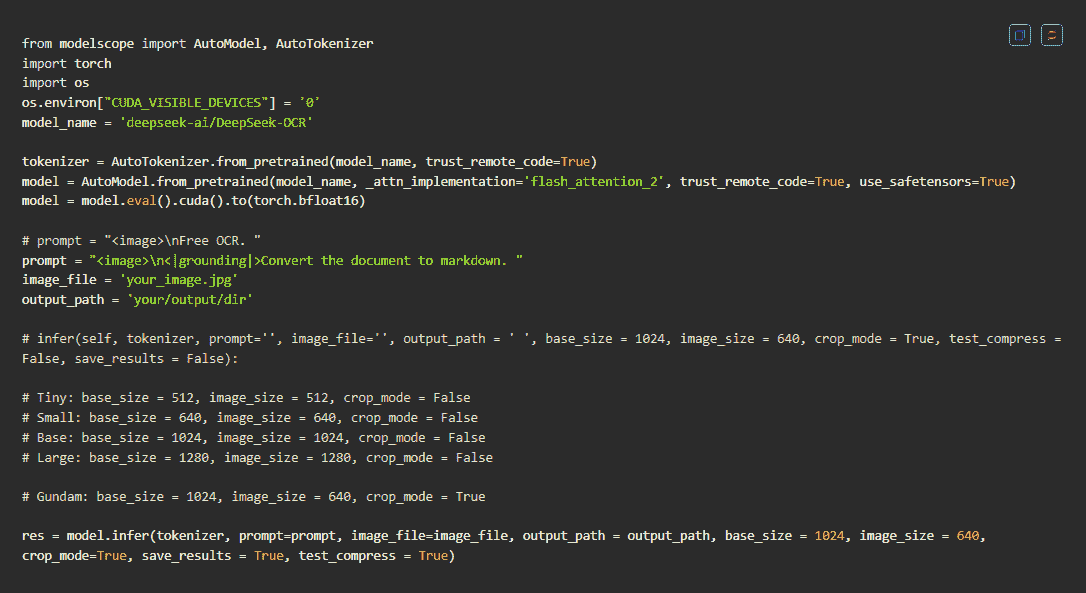 from modelscope import AutoModel, AutoTokenizer
import torch
import os
os.environ["CUDA_VISIBLE_DEVICES"] = '0'
model_name = 'deepseek-ai/DeepSeek-OCR'
tokenizer = AutoTokenizer.from_pretrained(model_name, trust_remote_code=True)
model = AutoModel.from_pretrained(model_name, _attn_implementation='flash_attention_2', trust_remote_code=True, use_safetensors=True)
model = model.eval().cuda().to(torch.bfloat16)
# prompt = "<image>\nFree OCR. "
prompt = "<image>\n<|grounding|>Convert the document to markdown. "
image_file = 'your_image.jpg'
output_path = 'your/output/dir'
# infer(self, tokenizer, prompt='', image_file='', output_path = ' ', base_size = 1024, image_size = 640, crop_mode = True, test_compress =
False, save_results = False):
# Tiny: base_size = 512, image_size = 512, crop_mode = False
# Small: base_size = 640, image_size = 640, crop_mode = False
# Base: base_size = 1024, image_size = 1024, crop_mode = False
# Large: base_size = 1280, image_size = 1280, crop_mode = False
# Gundam: base_size = 1024, image_size = 640, crop_mode = True
res = model.infer(tokenizer, prompt=prompt, image_file=image_file, output_path = output_path, base_size = 1024, image_size = 640,
crop_mode=True, save_results = True, test_compress = True)